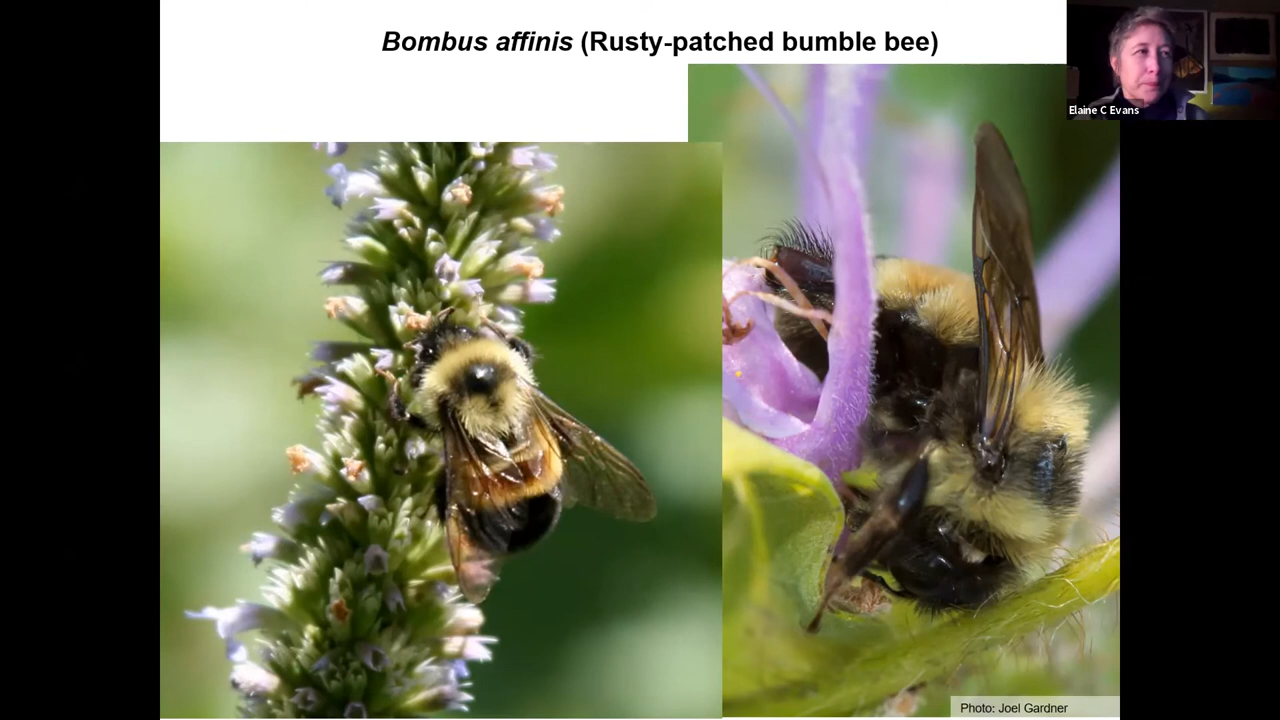 Bombus affinis (Rusty-patched bumble bee)
Elaine C Evans
Photo: Joel Gardner